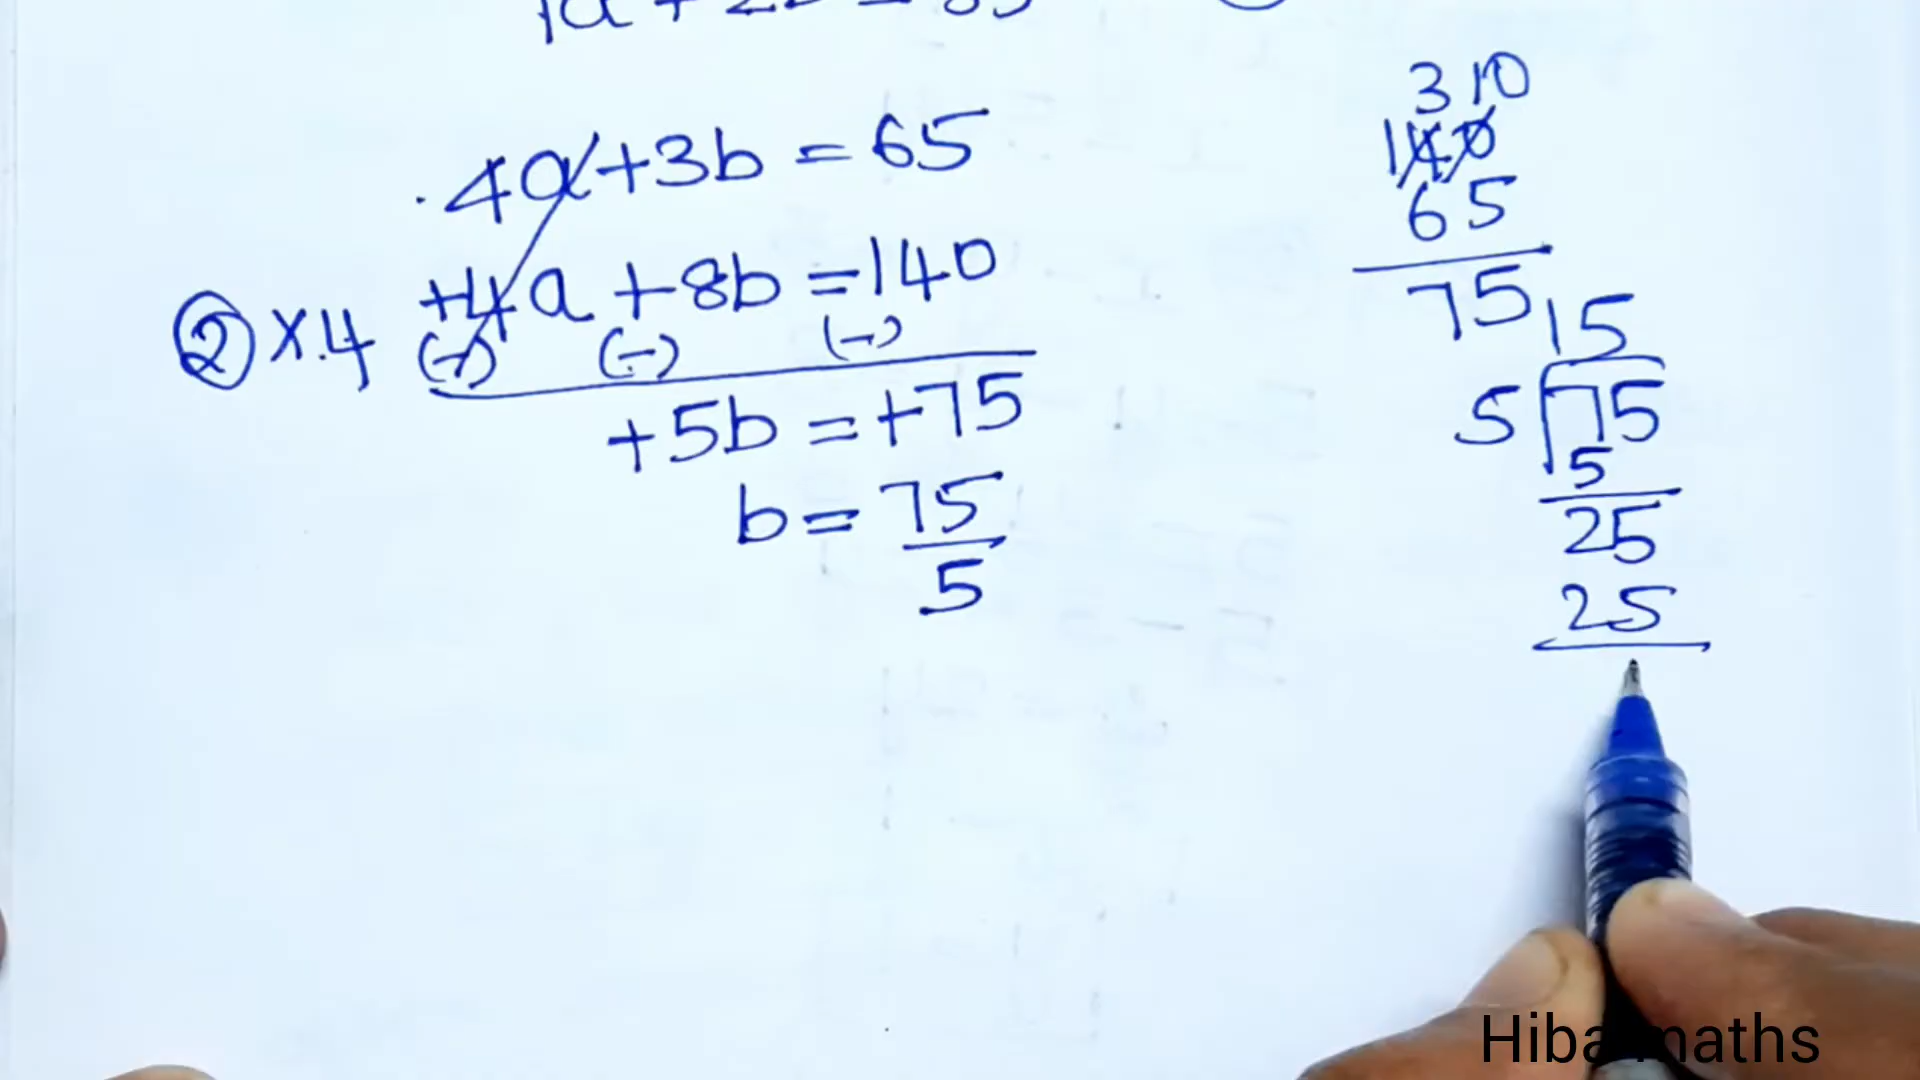 4a+3b = 65
② x 4 +4a +8b = 140
(-) (-) (-)
+5b = +75
b = 75
5
3 10
140
65
75
15
5 75
5
25
25
Hiba maths